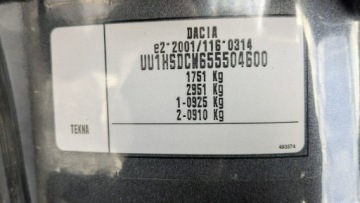 DACIA
e2*2001/116*0314
UU1HSDCW655504600
1751 Kg
2951 Kg
1-0925 Kg
2-0910 Kg
TEKNA